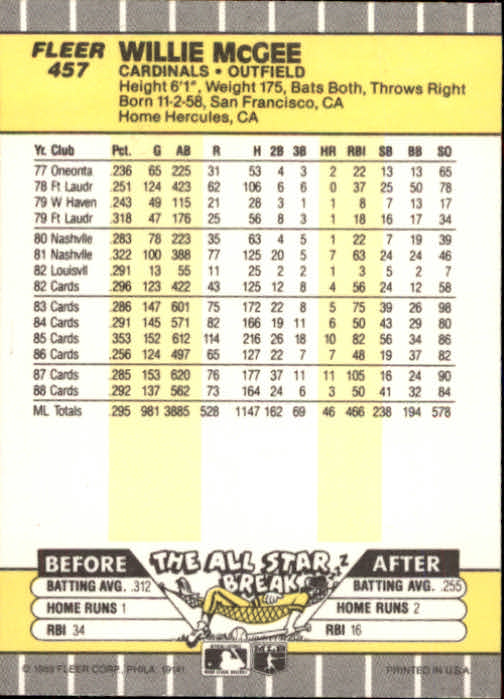 FLEER
457
WILLIE McGEE
CARDINALS • OUTFIELD
Height 6'1", Weight 175, Bats Both, Throws Right
Born 11-2-58, San Francisco, CA
Home Hercules, CA
Yr. Club Pct. G AB R H 2B 3B HR RBI SB BB SO
77 Oneonta .236 65 225 31 53 4 3 2 22 13 13 65
78 Ft Laudr .251 124 423 62 106 6 6 0 37 25 50 78
79 W Haven .243 49 115 21 28 3 1 1 8 7 13 17
79 Ft Laudr .318 47 176 25 56 8 3 1 18 16 17 34
80 Nashvlle .283 78 223 35 63 4 5 1 22 7 19 39
81 Nashvlle .322 100 388 77 125 20 5 7 63 24 24 46
82 Louisvll .291 13 55 11 25 2 2 1 3 5 2 7
82 Cards .296 123 422 43 125 12 8 4 56 24 12 58
83 Cards .286 147 601 75 172 22 8 5 75 39 26 98
84 Cards .291 145 571 82 166 19 11 6 50 43 29 80
85 Cards .353 152 612 114 216 26 18 10 82 56 34 86
86 Cards .256 124 497 65 127 22 7 7 48 19 37 82
87 Cards .285 153 620 76 177 37 11 11 105 16 24 90
88 Cards .292 137 562 73 164 24 6 3 50 41 32 84
ML Totals .295 981 3885 528 1147 162 69 46 466 238 194 578
BEFORE THE ALL STAR BREAK AFTER
BATTING AVG. .312 BATTING AVG. .255
HOME RUNS 1 HOME RUNS 2
RBI 34 RBI 16
© 1989 FLEER CORP., PHILA. 19141 PRINTED IN U.S.A.